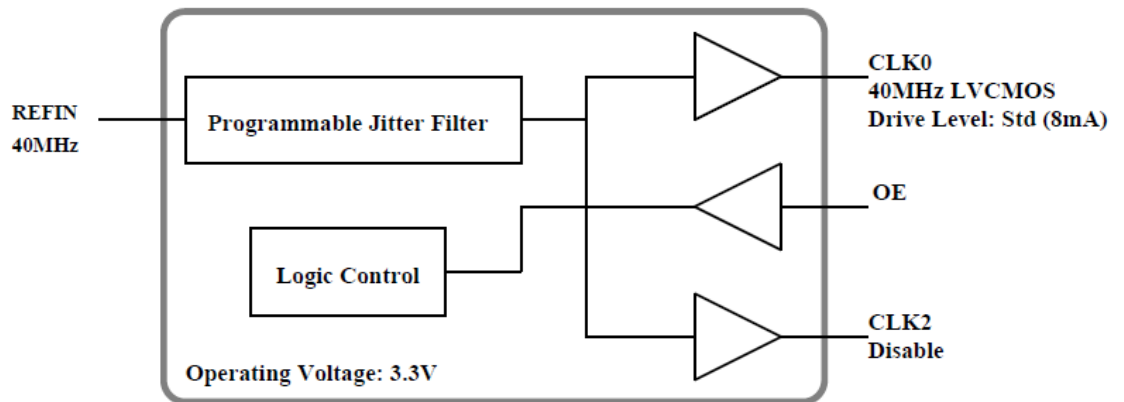 REFIN
40MHz
Programmable Jitter Filter
Logic Control
Operating Voltage: 3.3V
CLK0
40MHz LVCMOS
Drive Level: Std (8mA)
OE
CLK2
Disable